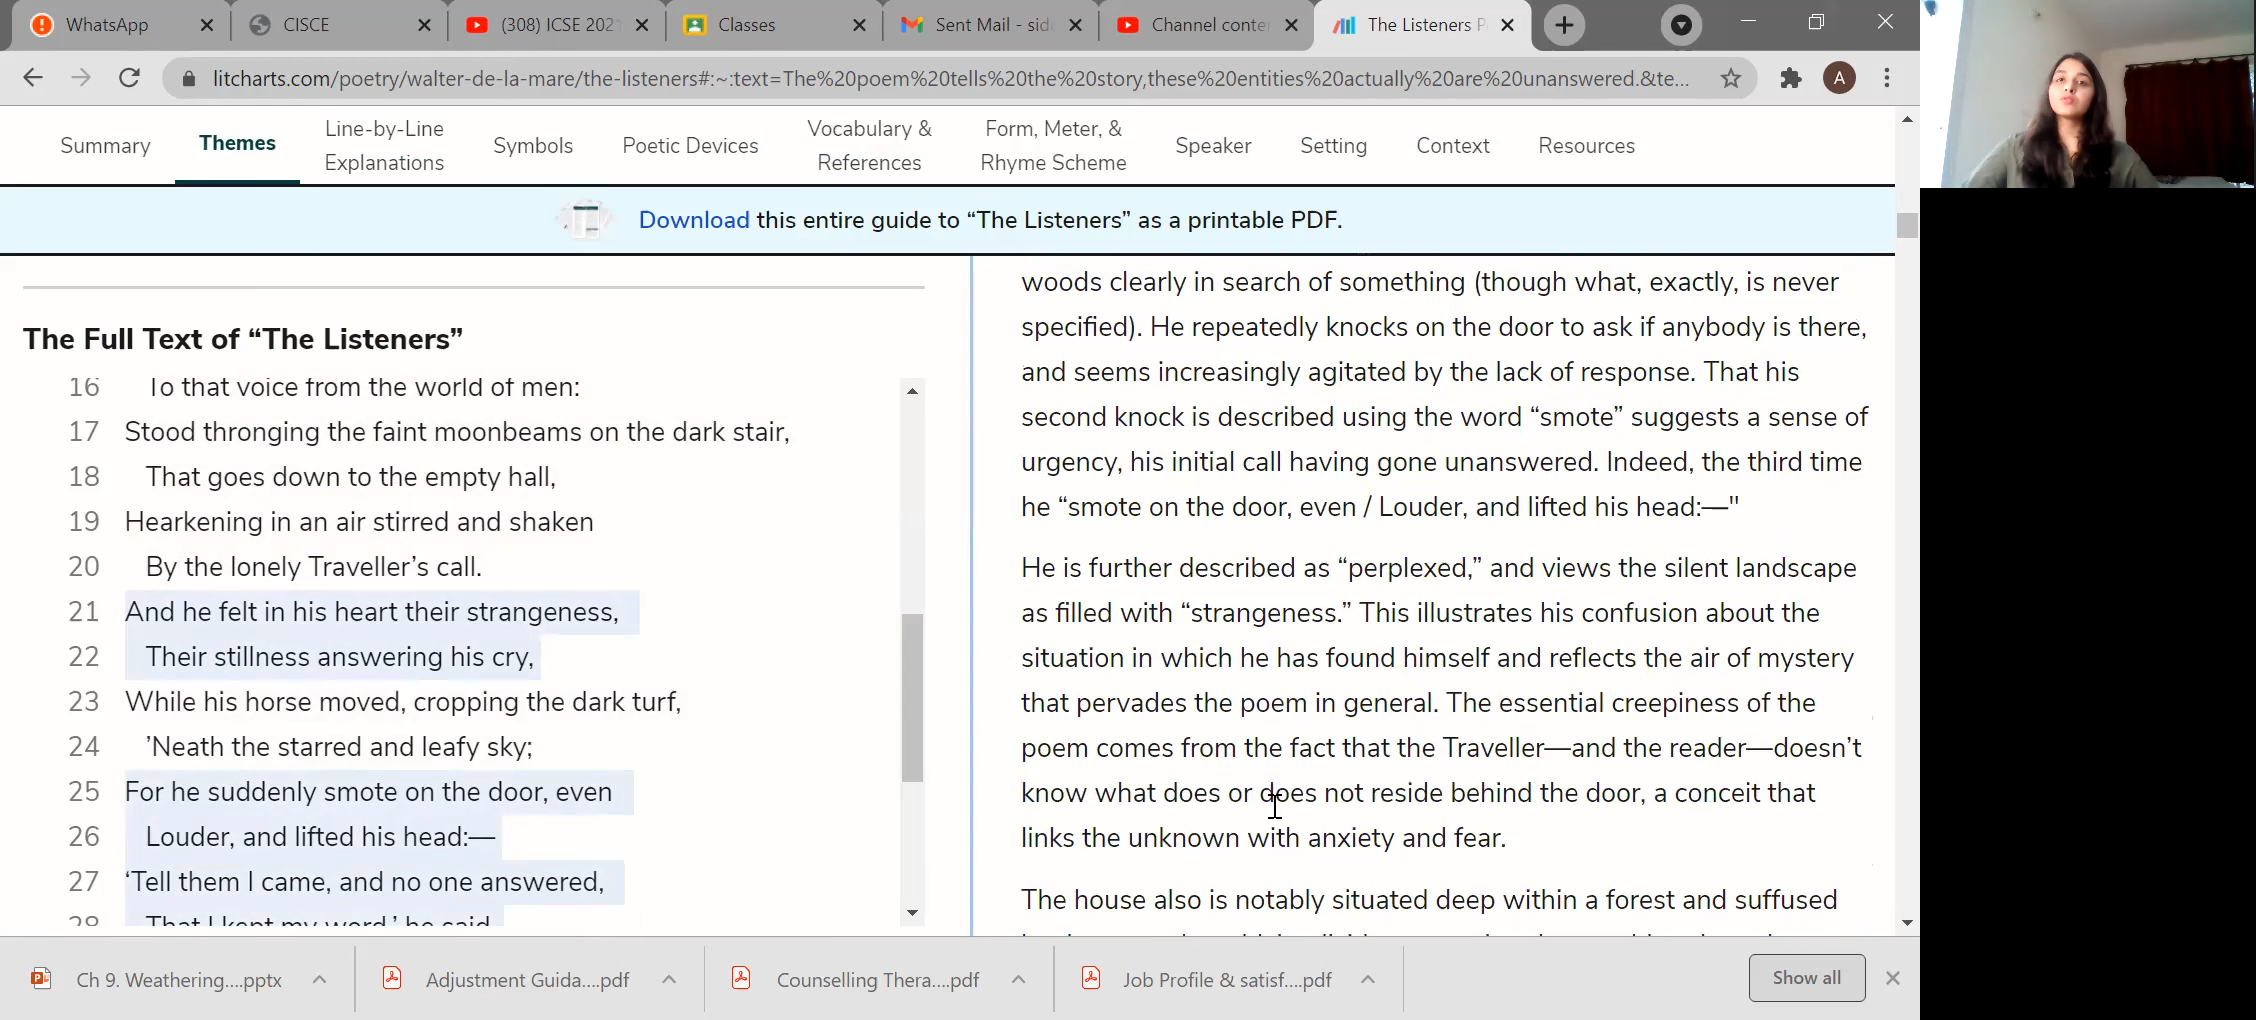 WhatsApp
CISCE
(308) ICSE 2021
Classes
Sent Mail - side
Channel conte
The Listeners P
litcharts.com/poetry/walter-de-la-mare/the-listeners#:~:text=The%20poem%20tells%20the%20story,these%20entities%20actually%20are%20unanswered.&te...
A
Summary
Themes
Line-by-Line
Explanations
Symbols
Poetic Devices
Vocabulary &
References
Form, Meter, &
Rhyme Scheme
Speaker
Setting
Context
Resources
Download this entire guide to “The Listeners” as a printable PDF.
The Full Text of “The Listeners”
16 To that voice from the world of men:
17 Stood thronging the faint moonbeams on the dark stair,
18 That goes down to the empty hall,
19 Hearkening in an air stirred and shaken
20 By the lonely Traveller’s call.
21 And he felt in his heart their strangeness,
22 Their stillness answering his cry,
23 While his horse moved, cropping the dark turf,
24 ’Neath the starred and leafy sky;
25 For he suddenly smote on the door, even
26 Louder, and lifted his head:—
27 ‘Tell them I came, and no one answered,
28 That I kept my word,’ he said.
woods clearly in search of something (though what, exactly, is never
specified). He repeatedly knocks on the door to ask if anybody is there,
and seems increasingly agitated by the lack of response. That his
second knock is described using the word “smote” suggests a sense of
urgency, his initial call having gone unanswered. Indeed, the third time
he “smote on the door, even / Louder, and lifted his head:—"
He is further described as “perplexed,” and views the silent landscape
as filled with “strangeness.” This illustrates his confusion about the
situation in which he has found himself and reflects the air of mystery
that pervades the poem in general. The essential creepiness of the
poem comes from the fact that the Traveller—and the reader—doesn’t
know what does or does not reside behind the door, a conceit that
links the unknown with anxiety and fear.
The house also is notably situated deep within a forest and suffused
Ch 9. Weathering....pptx
Adjustment Guida....pdf
Counselling Thera....pdf
Job Profile & satisf....pdf
Show all